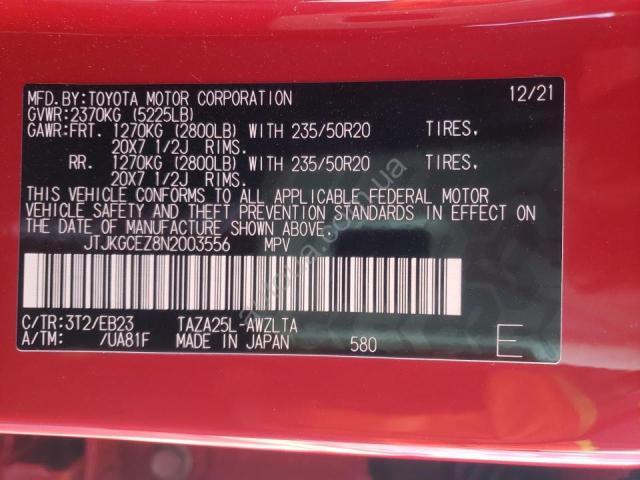 MFD.BY:TOYOTA MOTOR CORPORATION 12/21
GVWR:2370KG (5225LB)
GAWR:FRT. 1270KG (2800LB) WITH 235/50R20 TIRES.
20X7 1/2J RIMS.
RR. 1270KG (2800LB) WITH 235/50R20 TIRES.
20X7 1/2J RIMS.
THIS VEHICLE CONFORMS TO ALL APPLICABLE FEDERAL MOTOR
VEHICLE SAFETY AND THEFT PREVENTION STANDARDS IN EFFECT ON
THE DATE OF MANUFACTURE SHOWN ABOVE.
JTJKGCEZ8N2003556 MPV
C/TR:3T2/EB23 TAZA25L-AWZLTA
A/TM: /UA81F MADE IN JAPAN 580 E